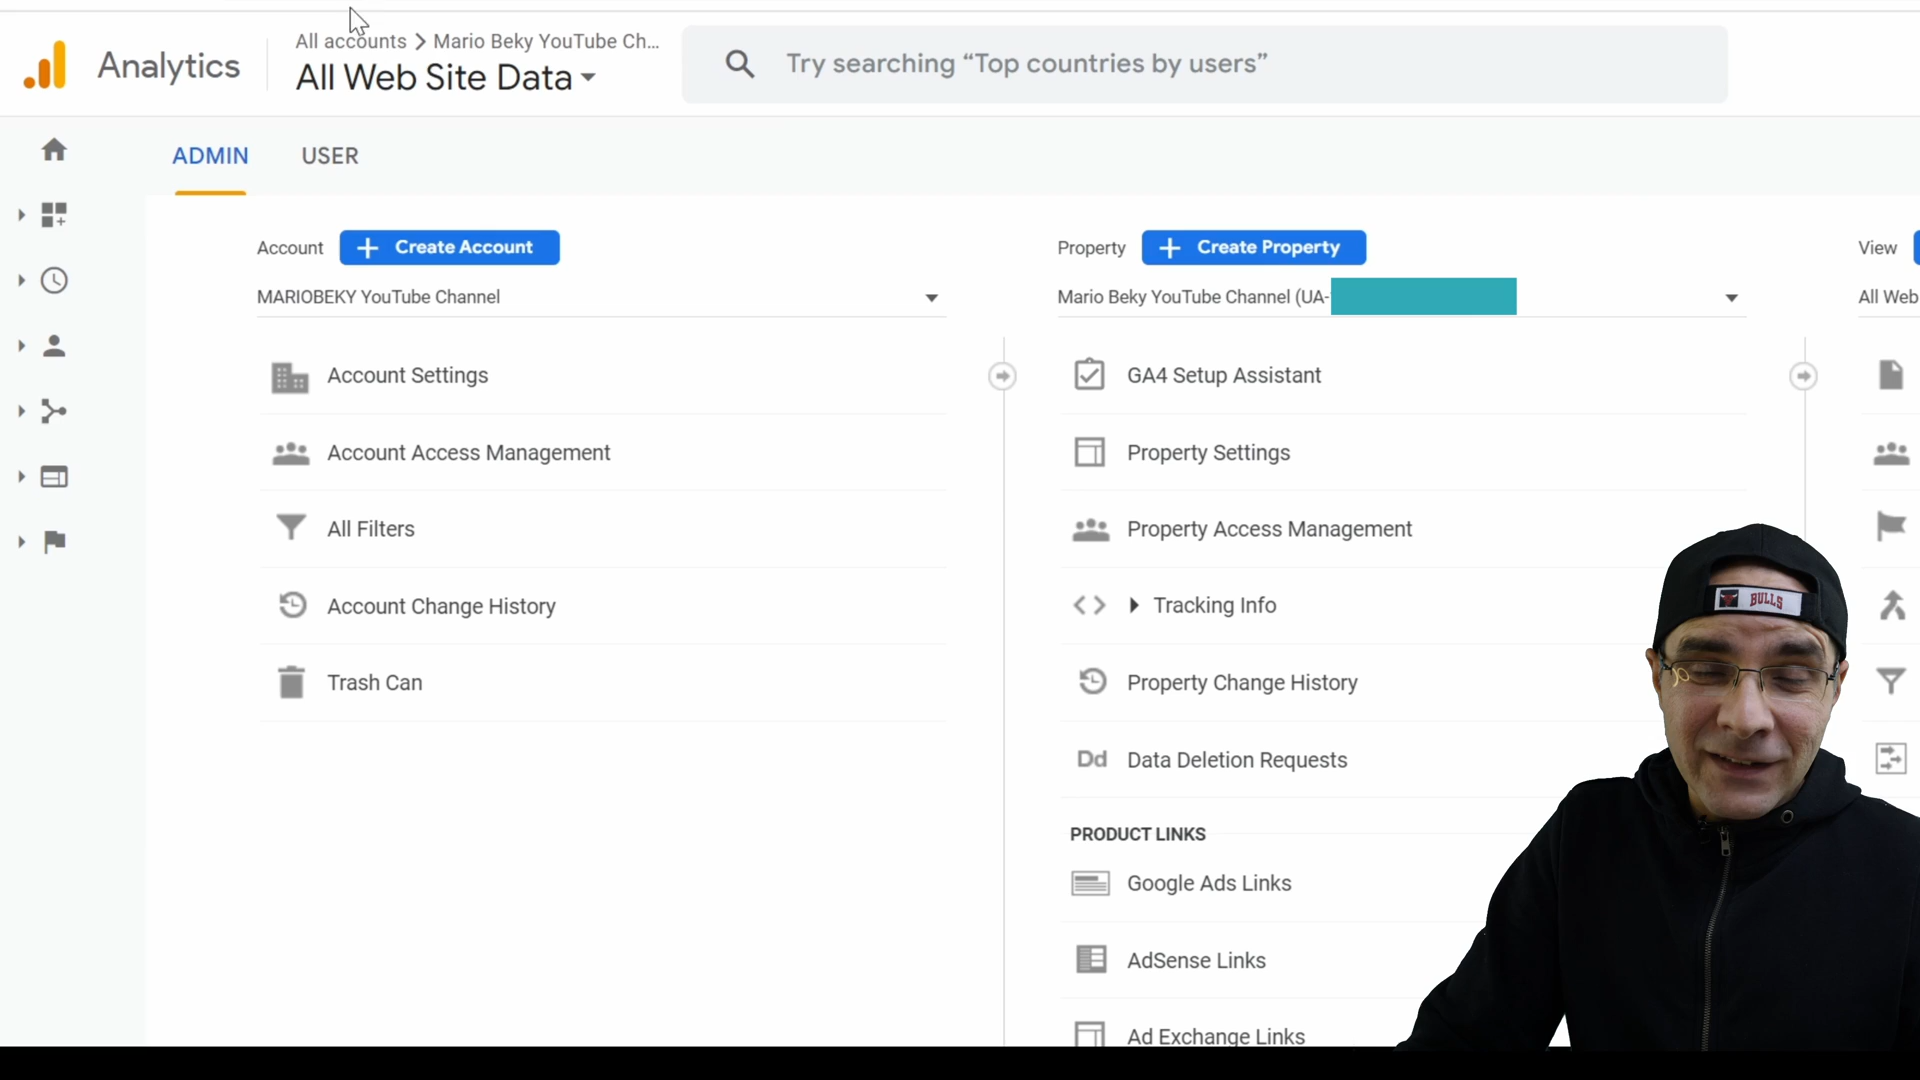 All accounts > Mario Beky YouTube Ch...
Analytics
All Web Site Data
Try searching “Top countries by users”
ADMIN
USER
Account
Create Account
Property
Create Property
View
MARIOBEKY YouTube Channel
Mario Beky YouTube Channel (UA-
All Web
Account Settings
Account Access Management
All Filters
Account Change History
Trash Can
GA4 Setup Assistant
Property Settings
Property Access Management
Tracking Info
Property Change History
Dd Data Deletion Requests
PRODUCT LINKS
Google Ads Links
AdSense Links
Ad Exchange Links
BULLS